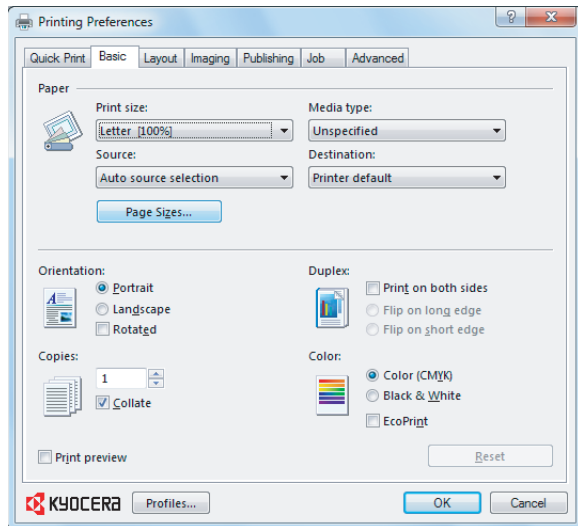 Printing Preferences
Quick Print Basic Layout Imaging Publishing Job Advanced
Paper
Print size: Media type:
Letter [100%] Unspecified
Source: Destination:
Auto source selection Printer default
Page Sizes...
Orientation: Duplex:
Portrait Print on both sides
Landscape Flip on long edge
Rotated Flip on short edge
Copies: Color:
1 Color (CMYK)
Collate Black & White
EcoPrint
Print preview Reset
KYOCERA Profiles... OK Cancel